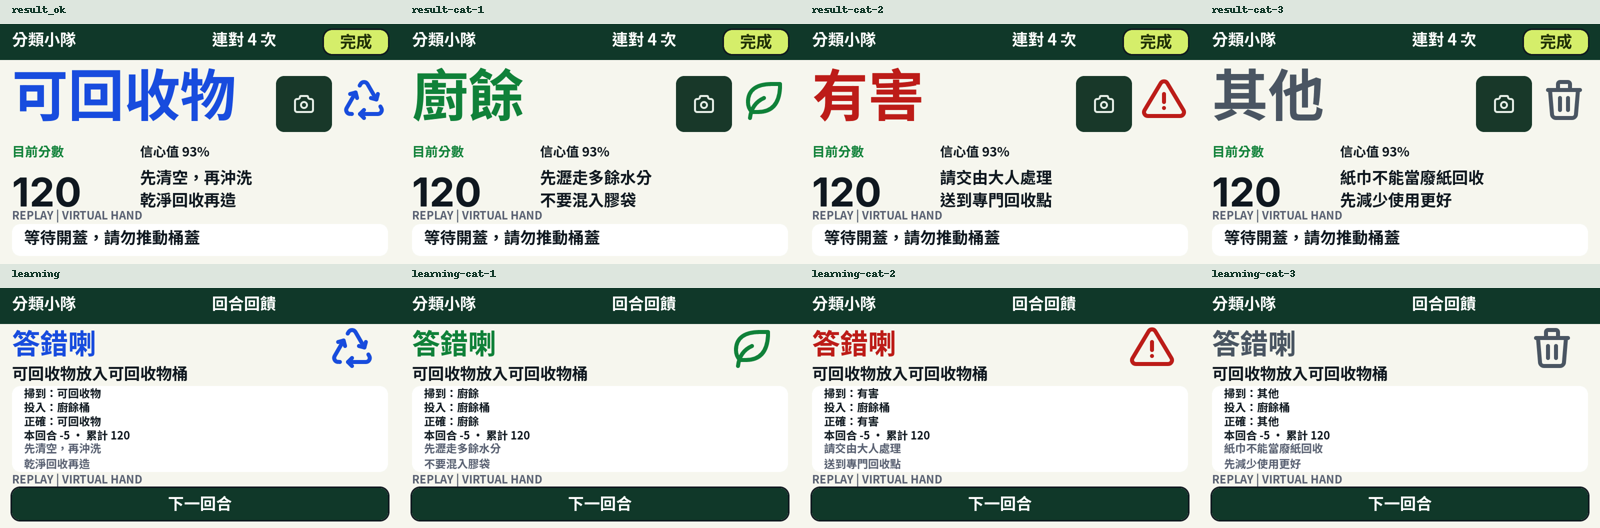 result_ok
分類小隊 連對 4 次 完成
可回收物
目前分數 信心值 93%
120
先清空，再沖洗
乾淨回收再造
REPLAY | VIRTUAL HAND
等待開蓋，請勿推動桶蓋
result-cat-1
分類小隊 連對 4 次 完成
廚餘
目前分數 信心值 93%
120
先瀝走多餘水分
不要混入膠袋
REPLAY | VIRTUAL HAND
等待開蓋，請勿推動桶蓋
result-cat-2
分類小隊 連對 4 次 完成
有害
目前分數 信心值 93%
120
請交由大人處理
送到專門回收點
REPLAY | VIRTUAL HAND
等待開蓋，請勿推動桶蓋
result-cat-3
分類小隊 連對 4 次 完成
其他
目前分數 信心值 93%
120
紙巾不能當廢紙回收
先減少使用更好
REPLAY | VIRTUAL HAND
等待開蓋，請勿推動桶蓋
learning
分類小隊 回合回饋
答錯喇
可回收物放入可回收物桶
掃到：可回收物
投入：廚餘桶
正確：可回收物
本回合 -5 · 累計 120
先清空，再沖洗
乾淨回收再造
REPLAY | VIRTUAL HAND
下一回合
learning-cat-1
分類小隊 回合回饋
答錯喇
可回收物放入可回收物桶
掃到：廚餘
投入：廚餘桶
正確：廚餘
本回合 -5 · 累計 120
先瀝走多餘水分
不要混入膠袋
REPLAY | VIRTUAL HAND
下一回合
learning-cat-2
分類小隊 回合回饋
答錯喇
可回收物放入可回收物桶
掃到：有害
投入：廚餘桶
正確：有害
本回合 -5 · 累計 120
請交由大人處理
送到專門回收點
REPLAY | VIRTUAL HAND
下一回合
learning-cat-3
分類小隊 回合回饋
答錯喇
可回收物放入可回收物桶
掃到：其他
投入：廚餘桶
正確：其他
本回合 -5 · 累計 120
紙巾不能當廢紙回收
先減少使用更好
REPLAY | VIRTUAL HAND
下一回合